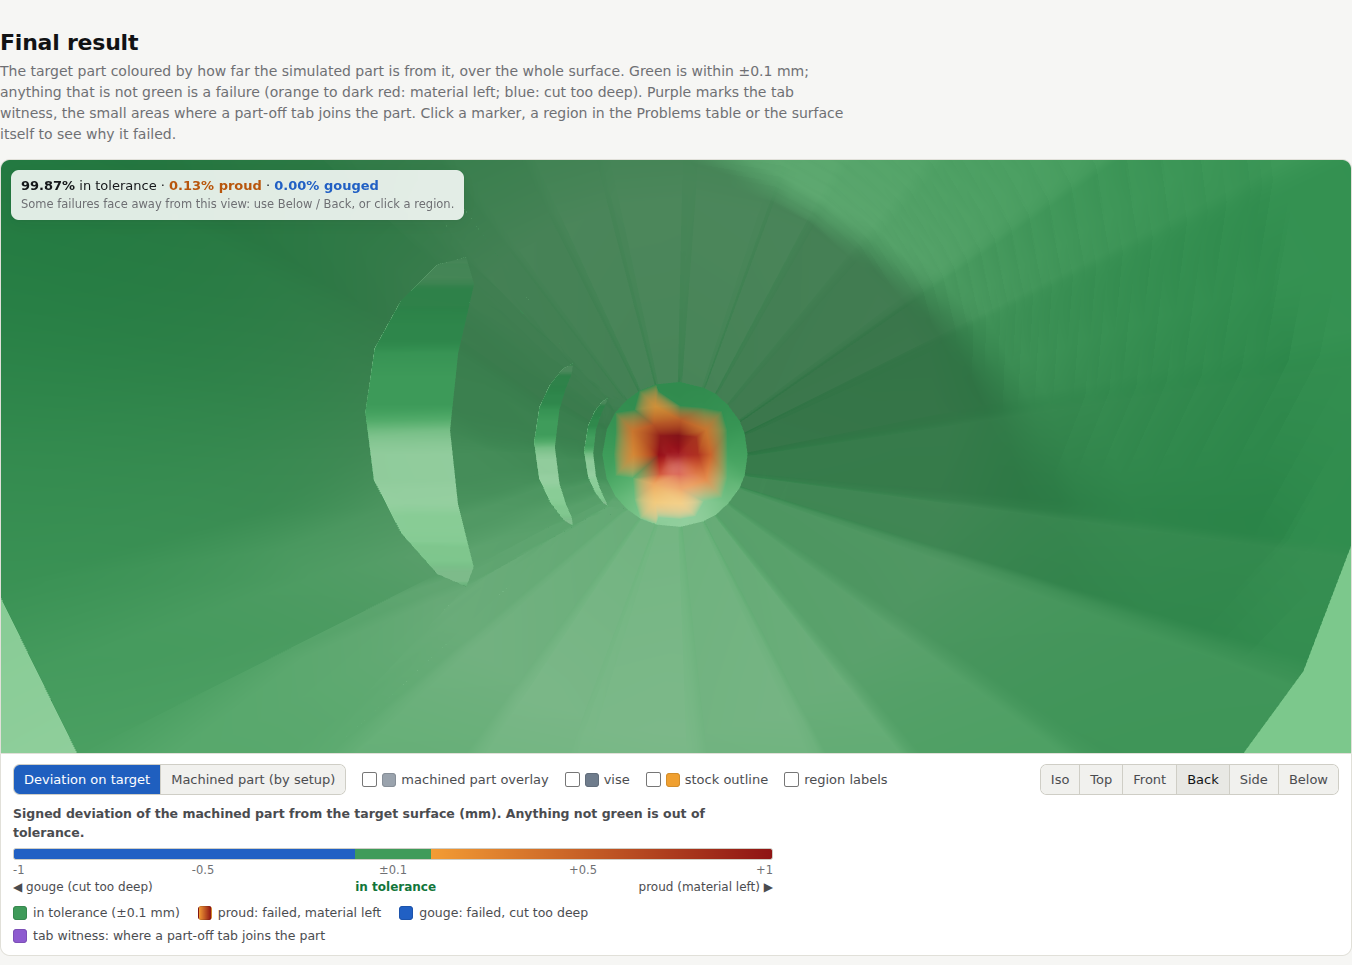 Final result
The target part coloured by how far the simulated part is from it, over the whole surface. Green is within ±0.1 mm;
anything that is not green is a failure (orange to dark red: material left; blue: cut too deep). Purple marks the tab
witness, the small areas where a part-off tab joins the part. Click a marker, a region in the Problems table or the surface
itself to see why it failed.
99.87% in tolerance · 0.13% proud · 0.00% gouged
Some failures face away from this view: use Below / Back, or click a region.
Deviation on target Machined part (by setup) machined part overlay vise stock outline region labels Iso Top Front Back Side Below
Signed deviation of the machined part from the target surface (mm). Anything not green is out of
tolerance.
-1 -0.5 ±0.1 +0.5 +1
◀ gouge (cut too deep) in tolerance proud (material left) ▶
in tolerance (±0.1 mm) proud: failed, material left gouge: failed, cut too deep
tab witness: where a part-off tab joins the part